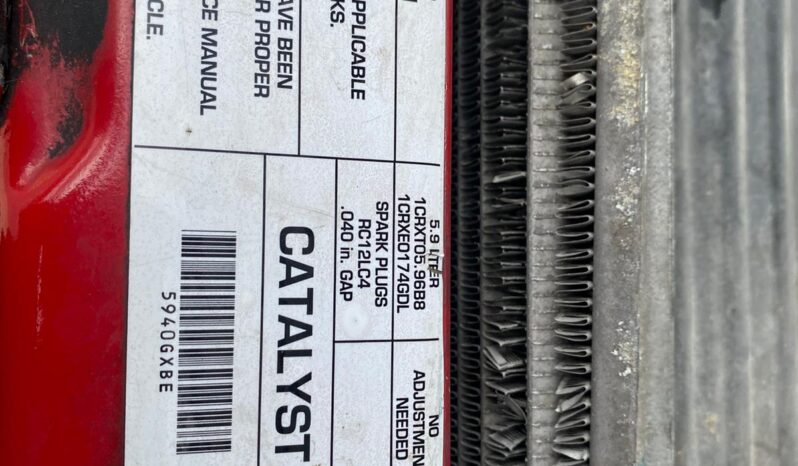 APPLICABLE
KS.
AVE BEEN
R PROPER
CE MANUAL
CLE.
5.9 LITER
1CRXT05.96B8
1CRXE0174GDL
SPARK PLUGS
RC12LC4
.040 in. GAP
NO
ADJUSTMEN
NEEDED
CATALYST
5940GXBE